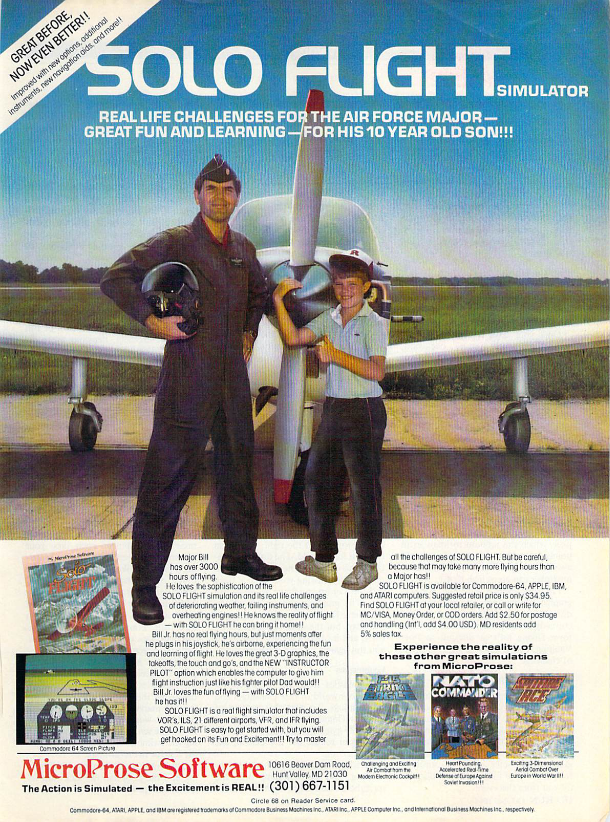 GREAT BEFORE,
NOW EVEN BETTER!!
Improved with new options, additional
instruments, new navigation aids, and more!!
SOLO FLIGHT
SIMULATOR
REAL LIFE CHALLENGES FOR THE AIR FORCE MAJOR —
GREAT FUN AND LEARNING — FOR HIS 10 YEAR OLD SON!!!
MicroProse Software
SOLO
FLIGHT
Commodore 64 Screen Picture
Major Bill
has over 3000
hours of flying.
He loves the sophistication of the
SOLO FLIGHT simulation and its real life challenges
of deteriorating weather, failing instruments, and
overheating engines!! He knows the reality of flight
— with SOLO FLIGHT he can bring it home!!
Bill Jr. has no real flying hours, but just moments after
he plugs in his joystick, he's airborne, experiencing the fun
and learning of flight. He loves the great 3-D graphics, the
takeoffs, the touch and go's, and the NEW "INSTRUCTOR
PILOT" option which enables the computer to give him
flight instruction just like his fighter pilot Dad would!!
Bill Jr. loves the fun of flying — with SOLO FLIGHT
he has it!!
SOLO FLIGHT is a real flight simulator that includes
VOR's, ILS, 21 different airports, VFR, and IFR flying.
SOLO FLIGHT is easy to get started with, but you will
get hooked on its Fun and Excitement!! Try to master
all the challenges of SOLO FLIGHT. But be careful,
because that may take many more flying hours than
a Major has!!
SOLO FLIGHT is available for Commodore-64, APPLE, IBM,
and ATARI computers. Suggested retail price is only $34.95.
Find SOLO FLIGHT at your local retailer, or call or write for
MC/VISA, Money Order, or COD orders. Add $2.50 for postage
and handling (Int'l, add $4.00 USD). MD residents add
5% sales tax.
Experience the reality of
these other great simulations
from MicroProse:
F-15
STRIKE
EAGLE
NATO
COMMANDER
SPITFIRE
ACE
Challenging and Exciting
Air Combat from the
Modern Electronic Cockpit!!
Heart Pounding,
Accelerated Real-Time
Defense of Europe Against
Soviet Invasion!!!
Exciting 3-Dimensional
Aerial Combat Over
Europe in World War II!!
MicroProse Software
The Action is Simulated — the Excitement is REAL!!
10616 Beaver Dam Road,
Hunt Valley, MD 21030
(301) 667-1151
Circle 68 on Reader Service card.
Commodore-64, ATARI, APPLE, and IBM are registered trademarks of Commodore Business Machines Inc., ATARI Inc., APPLE Computer Inc., and International Business Machines Inc., respectively.